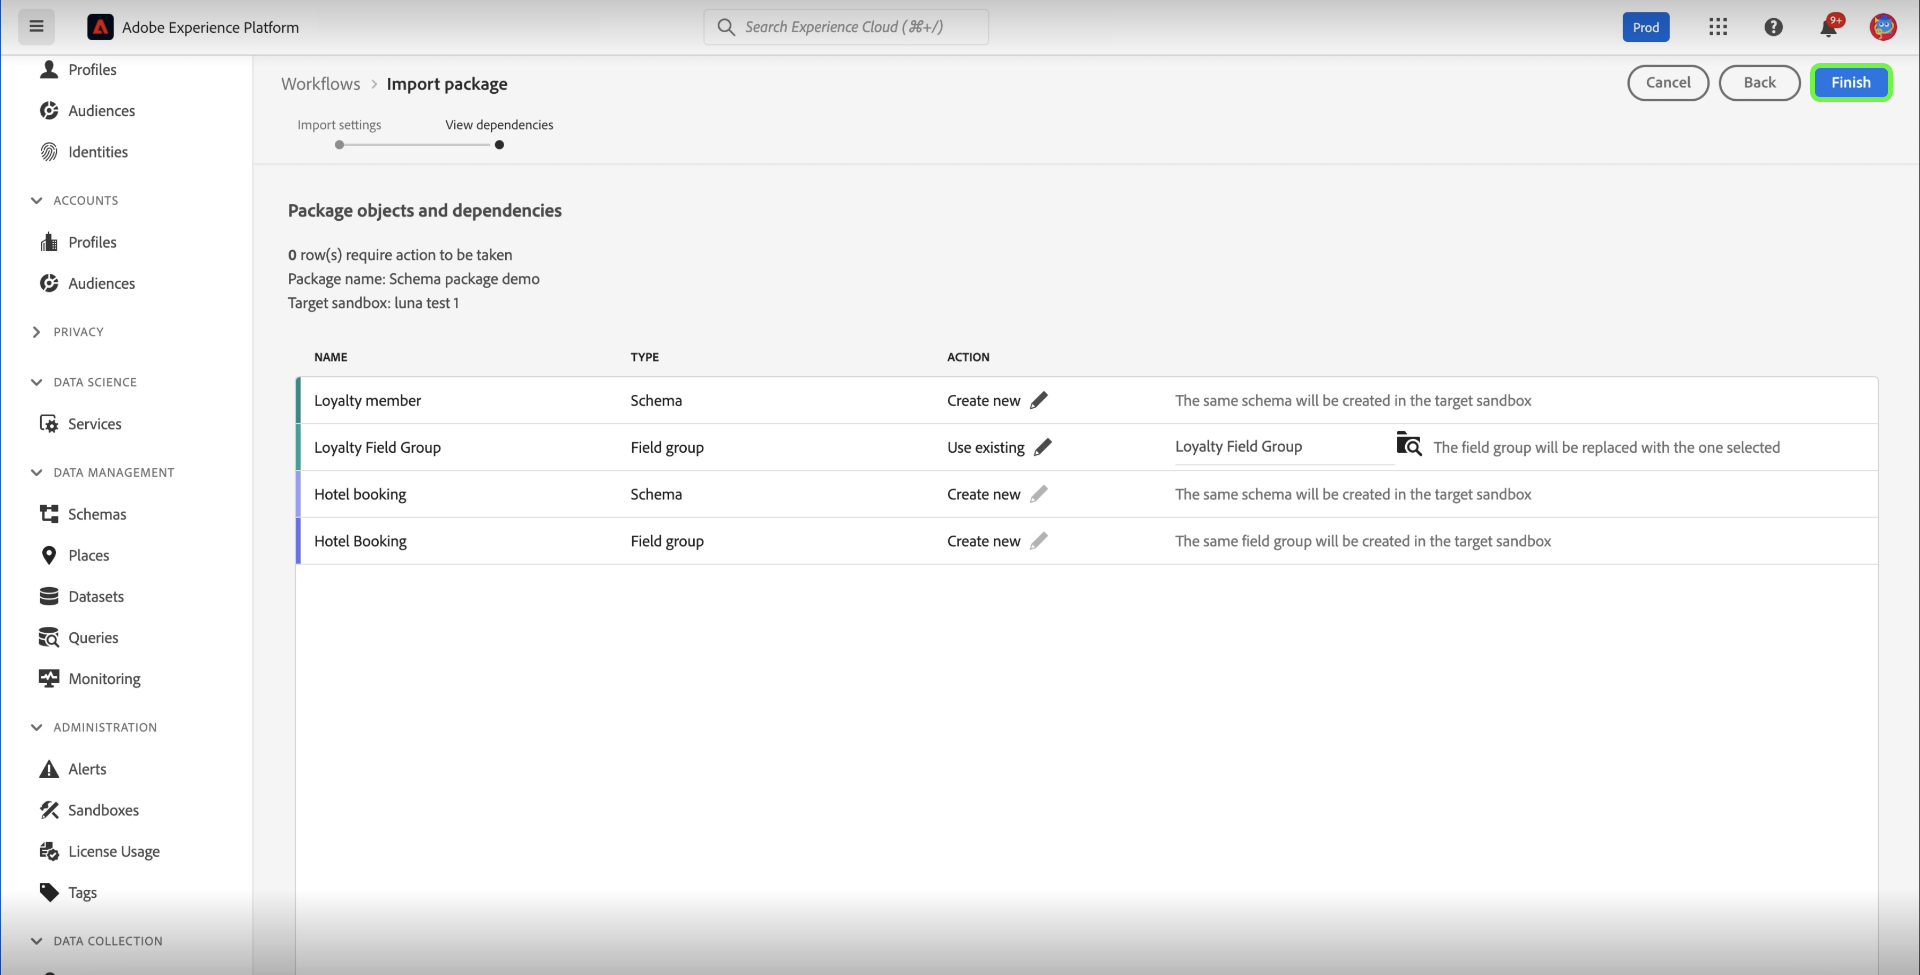 Adobe Experience Platform
Search Experience Cloud (⌘+/)
Prod
9+
Profiles
Audiences
Identities
ACCOUNTS
Profiles
Audiences
PRIVACY
DATA SCIENCE
Services
DATA MANAGEMENT
Schemas
Places
Datasets
Queries
Monitoring
ADMINISTRATION
Alerts
Sandboxes
License Usage
Tags
DATA COLLECTION
Workflows > Import package
Cancel
Back
Finish
Import settings
View dependencies
Package objects and dependencies
0 row(s) require action to be taken
Package name: Schema package demo
Target sandbox: luna test 1
NAME TYPE ACTION
Loyalty member Schema Create new The same schema will be created in the target sandbox
Loyalty Field Group Field group Use existing Loyalty Field Group The field group will be replaced with the one selected
Hotel booking Schema Create new The same schema will be created in the target sandbox
Hotel Booking Field group Create new The same field group will be created in the target sandbox